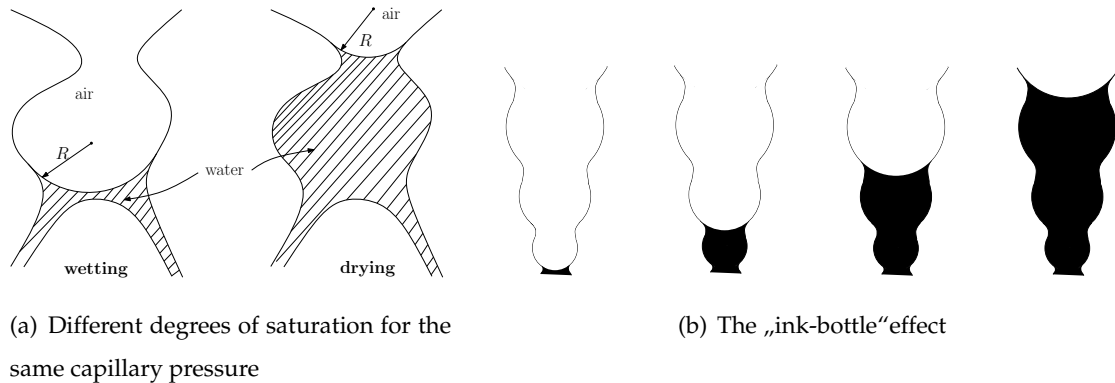 air
R
air
R
water
wetting
drying
(a) Different degrees of saturation for the
same capillary pressure
(b) The „ink-bottle“effect